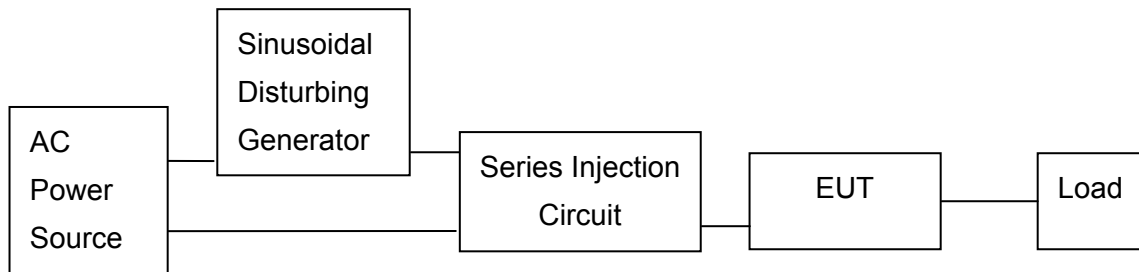 AC
Power
Source
Sinusoidal
Disturbing
Generator
Series Injection
Circuit
EUT
Load